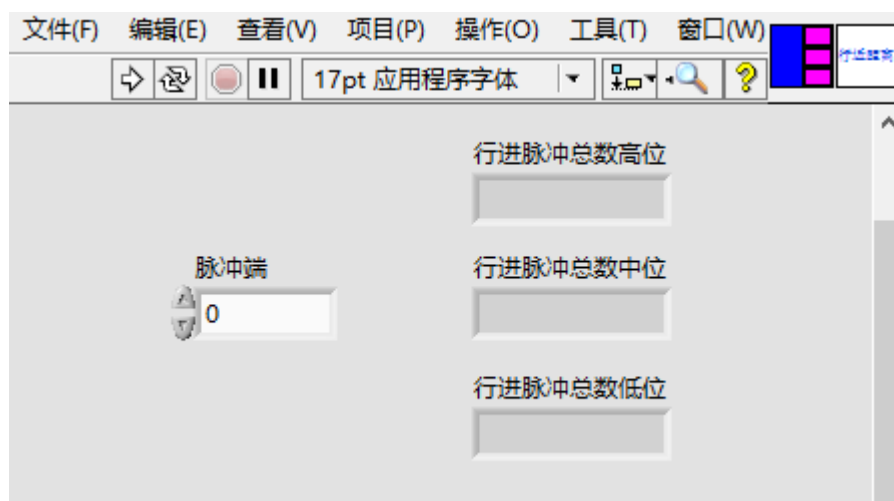 文件(F) 编辑(E) 查看(V) 项目(P) 操作(O) 工具(T) 窗口(W)
17pt 应用程序字体
行进脉冲总数高位
脉冲端
0
行进脉冲总数中位
行进脉冲总数低位